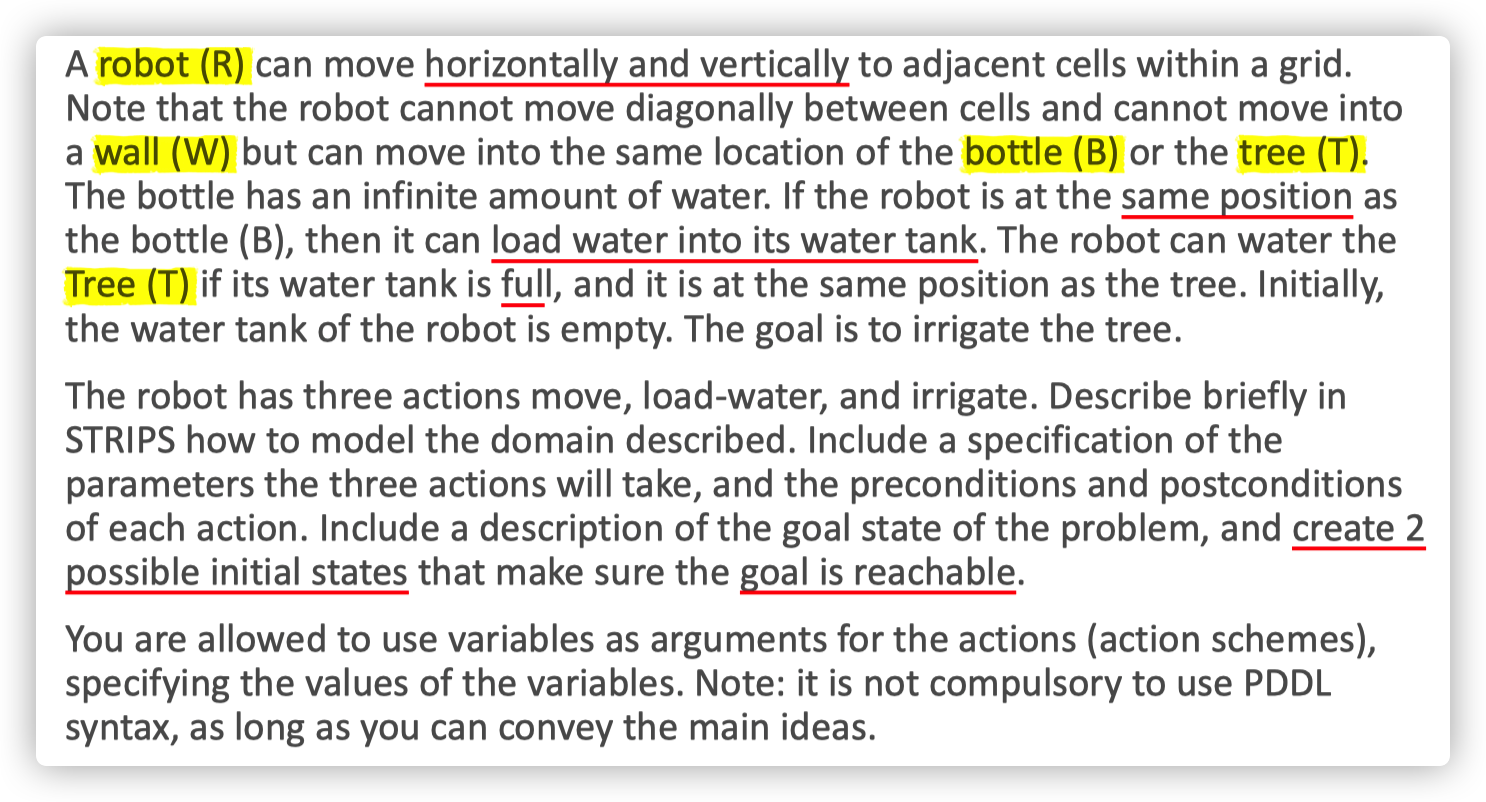 A robot (R) can move horizontally and vertically to adjacent cells within a grid.
Note that the robot cannot move diagonally between cells and cannot move into
a wall (W) but can move into the same location of the bottle (B) or the tree (T).
The bottle has an infinite amount of water. If the robot is at the same position as
the bottle (B), then it can load water into its water tank. The robot can water the
Tree (T) if its water tank is full, and it is at the same position as the tree. Initially,
the water tank of the robot is empty. The goal is to irrigate the tree.
The robot has three actions move, load-water, and irrigate. Describe briefly in
STRIPS how to model the domain described. Include a specification of the
parameters the three actions will take, and the preconditions and postconditions
of each action. Include a description of the goal state of the problem, and create 2
possible initial states that make sure the goal is reachable.
You are allowed to use variables as arguments for the actions (action schemes),
specifying the values of the variables. Note: it is not compulsory to use PDDL
syntax, as long as you can convey the main ideas.